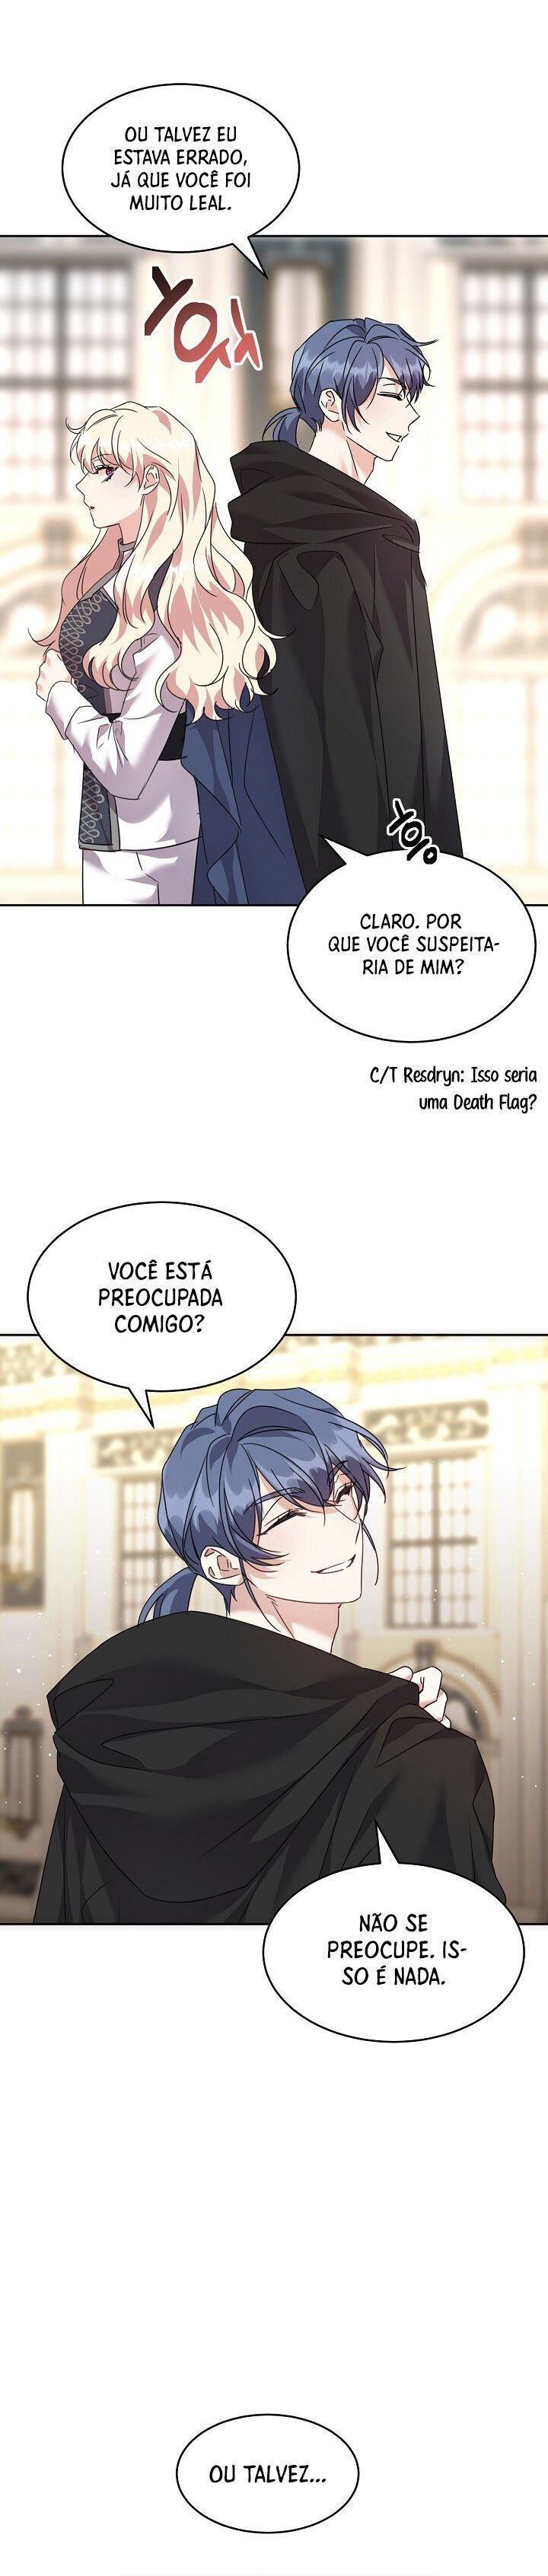 OU TALVEZ EU
ESTAVA ERRADO,
JÁ QUE VOCÊ FOI
MUITO LEAL.
CLARO. POR
QUE VOCÊ SUSPEITA-
RIA DE MIM?
C/T Resdryn: Isso seria
uma Death Flag?
VOCÊ ESTÁ
PREOCUPADA
COMIGO?
NÃO SE
PREOCUPE. IS-
SO É NADA.
OU TALVEZ...